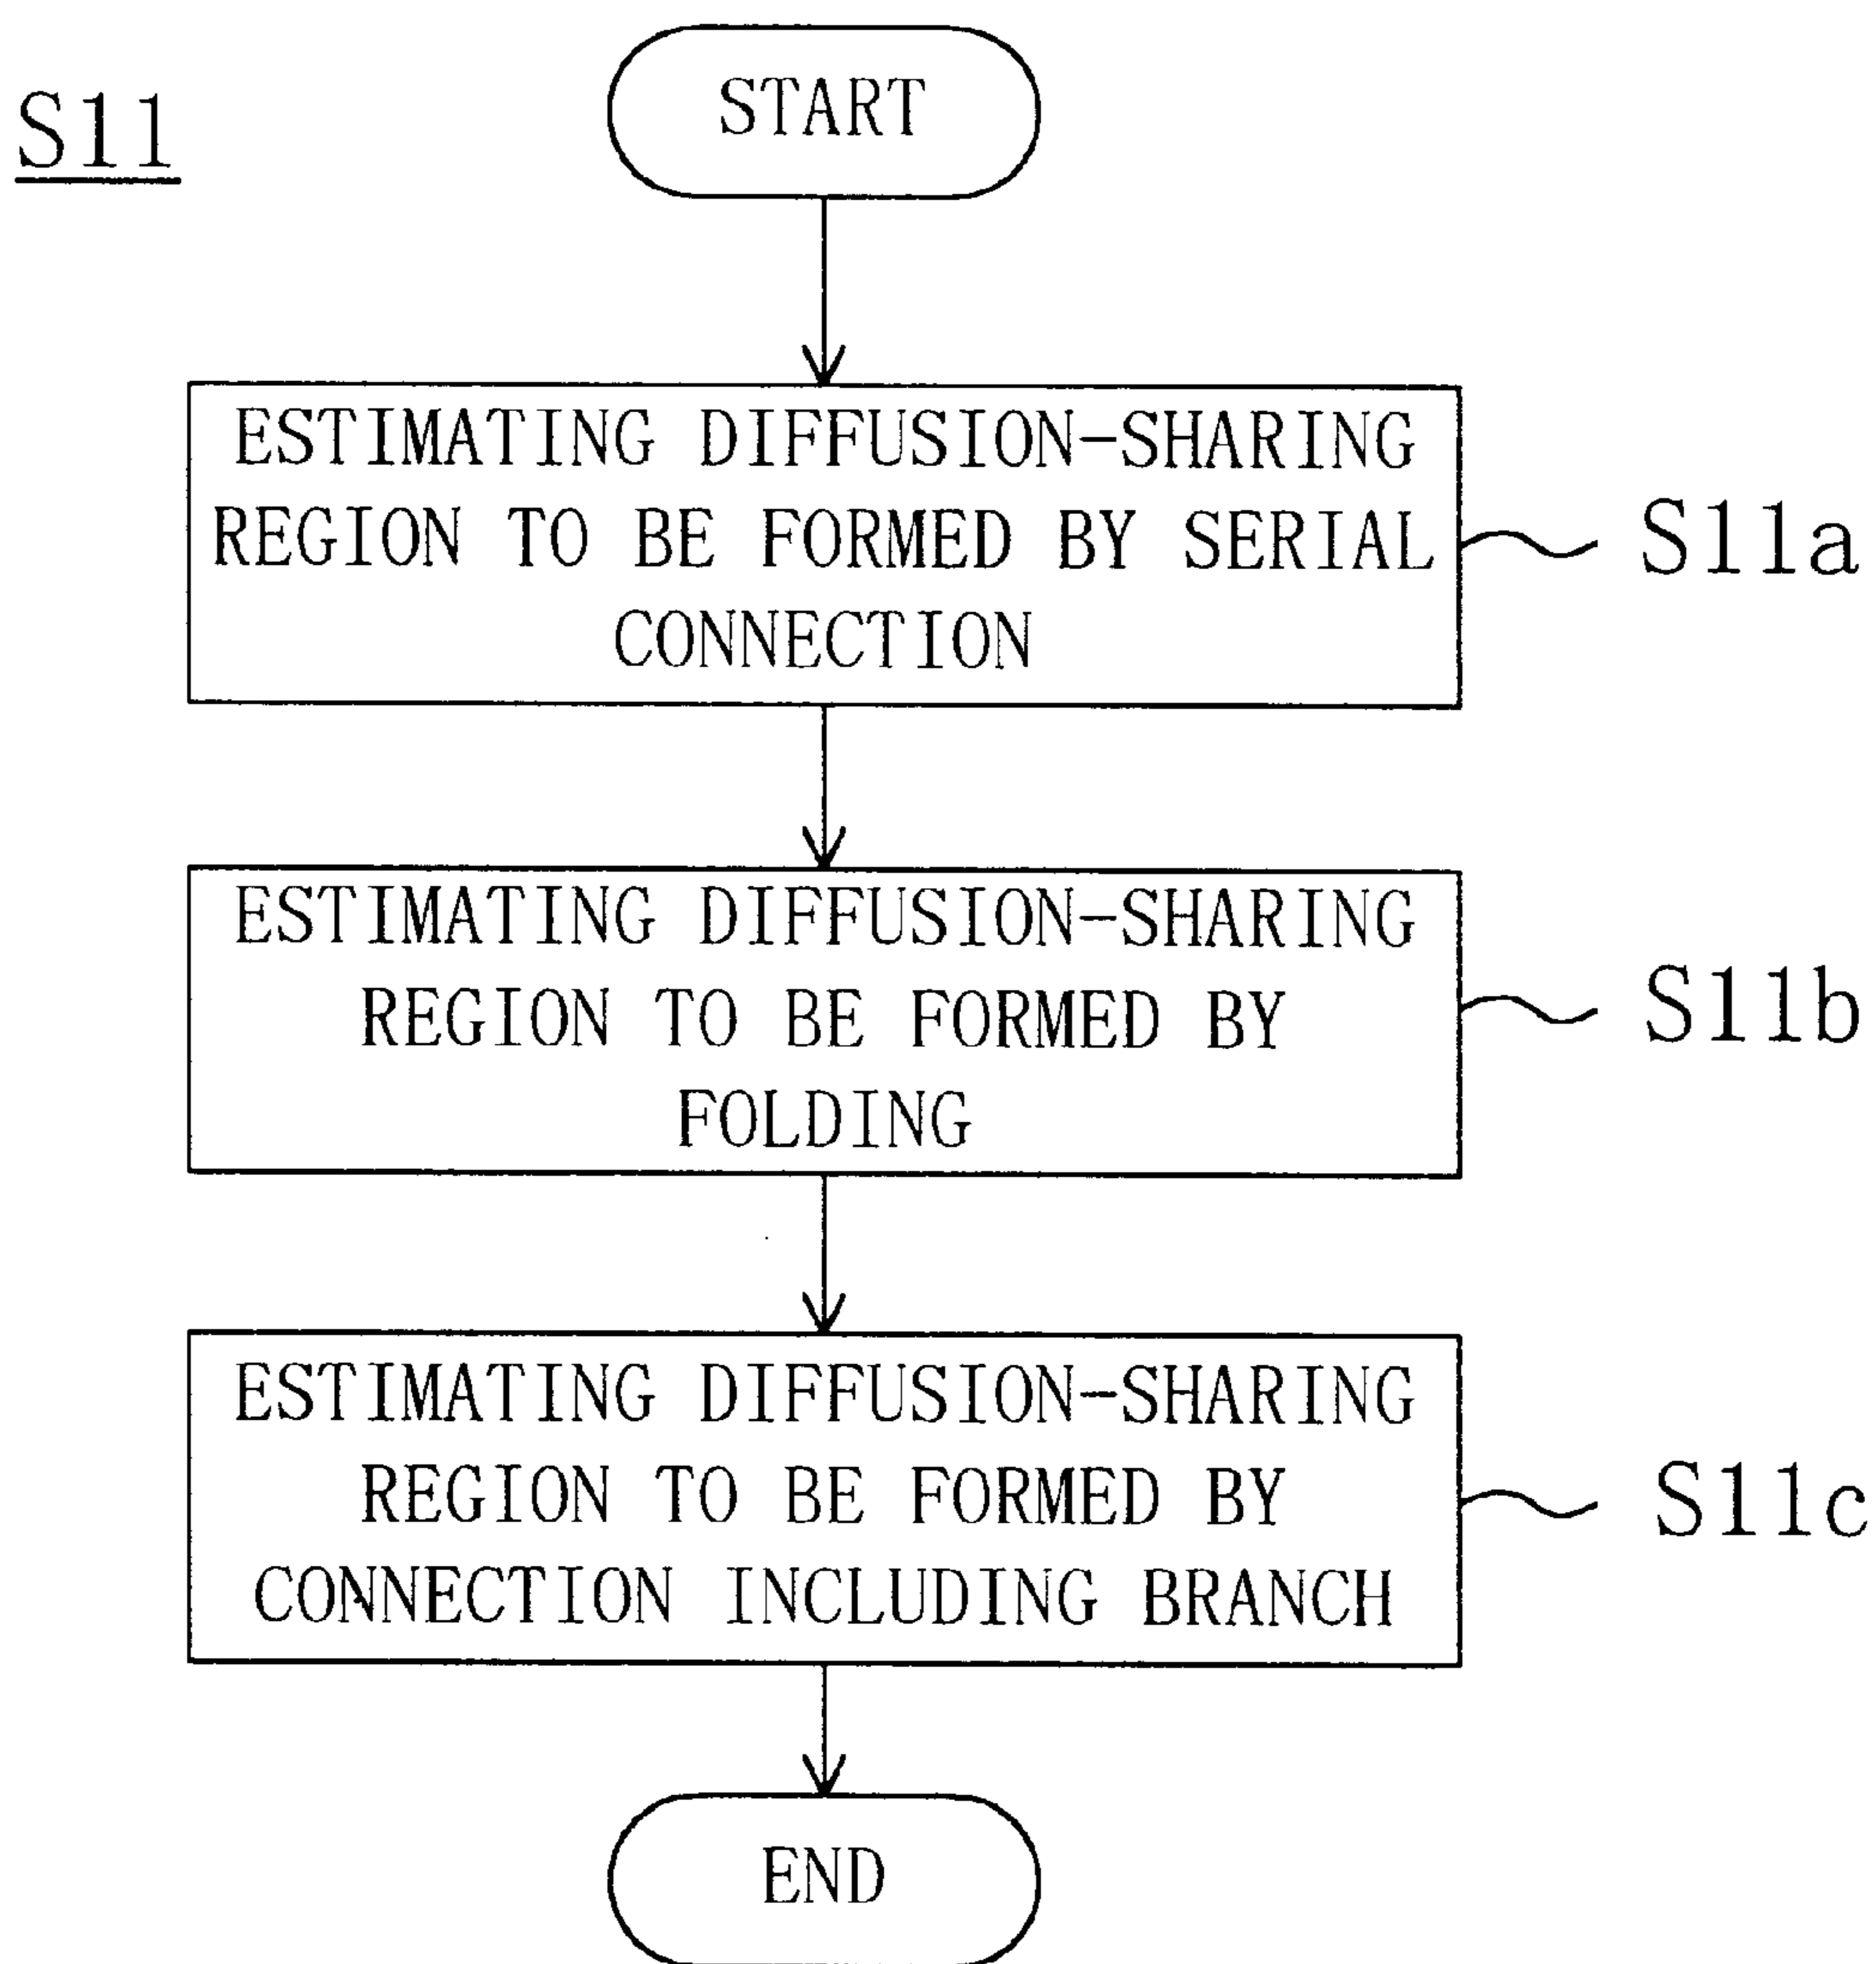 S11
START
ESTIMATING DIFFUSION-SHARING
REGION TO BE FORMED BY SERIAL
CONNECTION
S11a
ESTIMATING DIFFUSION-SHARING
REGION TO BE FORMED BY
FOLDING
S11b
ESTIMATING DIFFUSION-SHARING
REGION TO BE FORMED BY
CONNECTION INCLUDING BRANCH
S11c
END